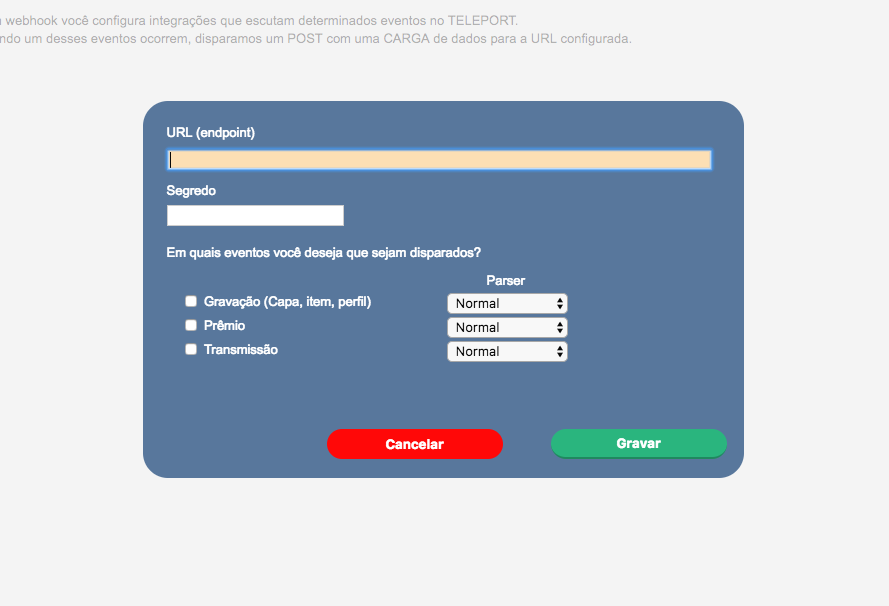 webhook você configura integrações que escutam determinados eventos no TELEPORT.
ndo um desses eventos ocorrem, disparamos um POST com uma CARGA de dados para a URL configurada.
URL (endpoint)
Segredo
Em quais eventos você deseja que sejam disparados?
Parser
Gravação (Capa, item, perfil) Normal
Prêmio Normal
Transmissão Normal
Cancelar Gravar